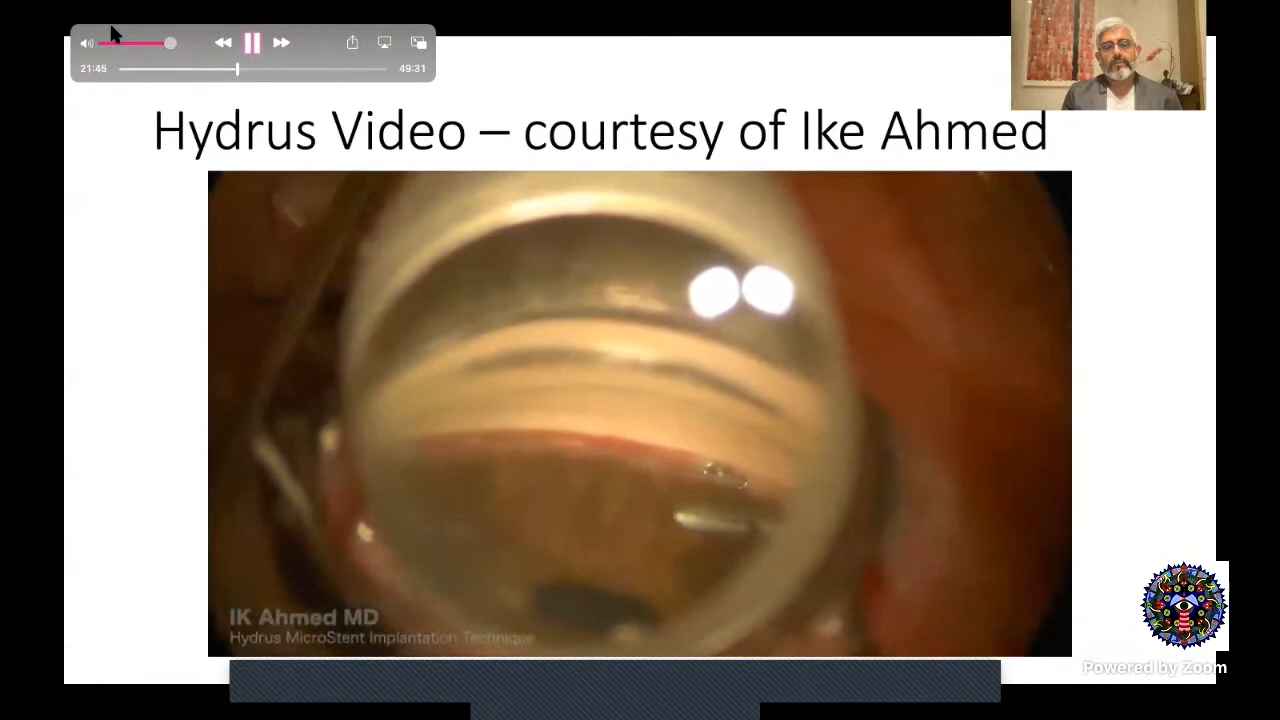 21:45
49:31
Hydrus Video – courtesy of Ike Ahmed
IK Ahmed MD
Hydrus MicroStent Implantation Technique
Powered by Zoom